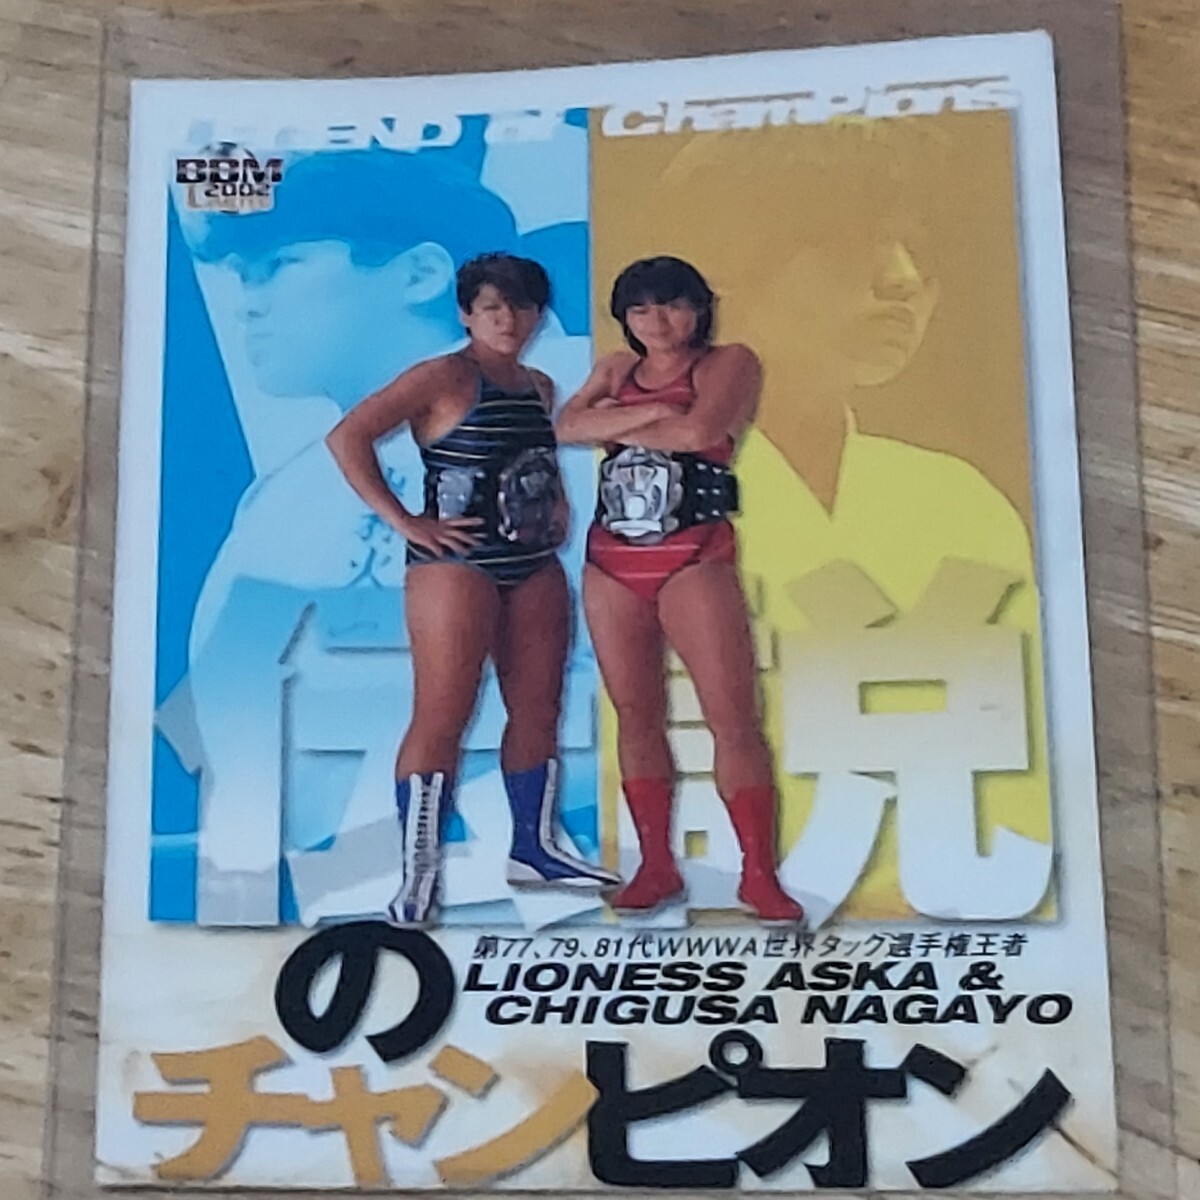 LEGEND of Champions
BBM
2002
伝説
第77、79、81代WWWA世界タッグ選手権王者
LIONESS ASKA &
CHIGUSA NAGAYO
の
チャンピオン